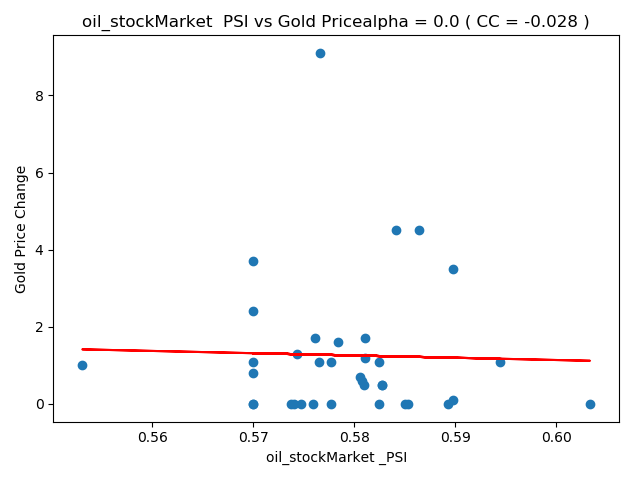 oil_stockMarket  PSI vs Gold Pricealpha = 0.0 ( CC = -0.028 )
8
6
4
2
0
Gold Price Change
0.56 0.57 0.58 0.59 0.60
oil_stockMarket _PSI